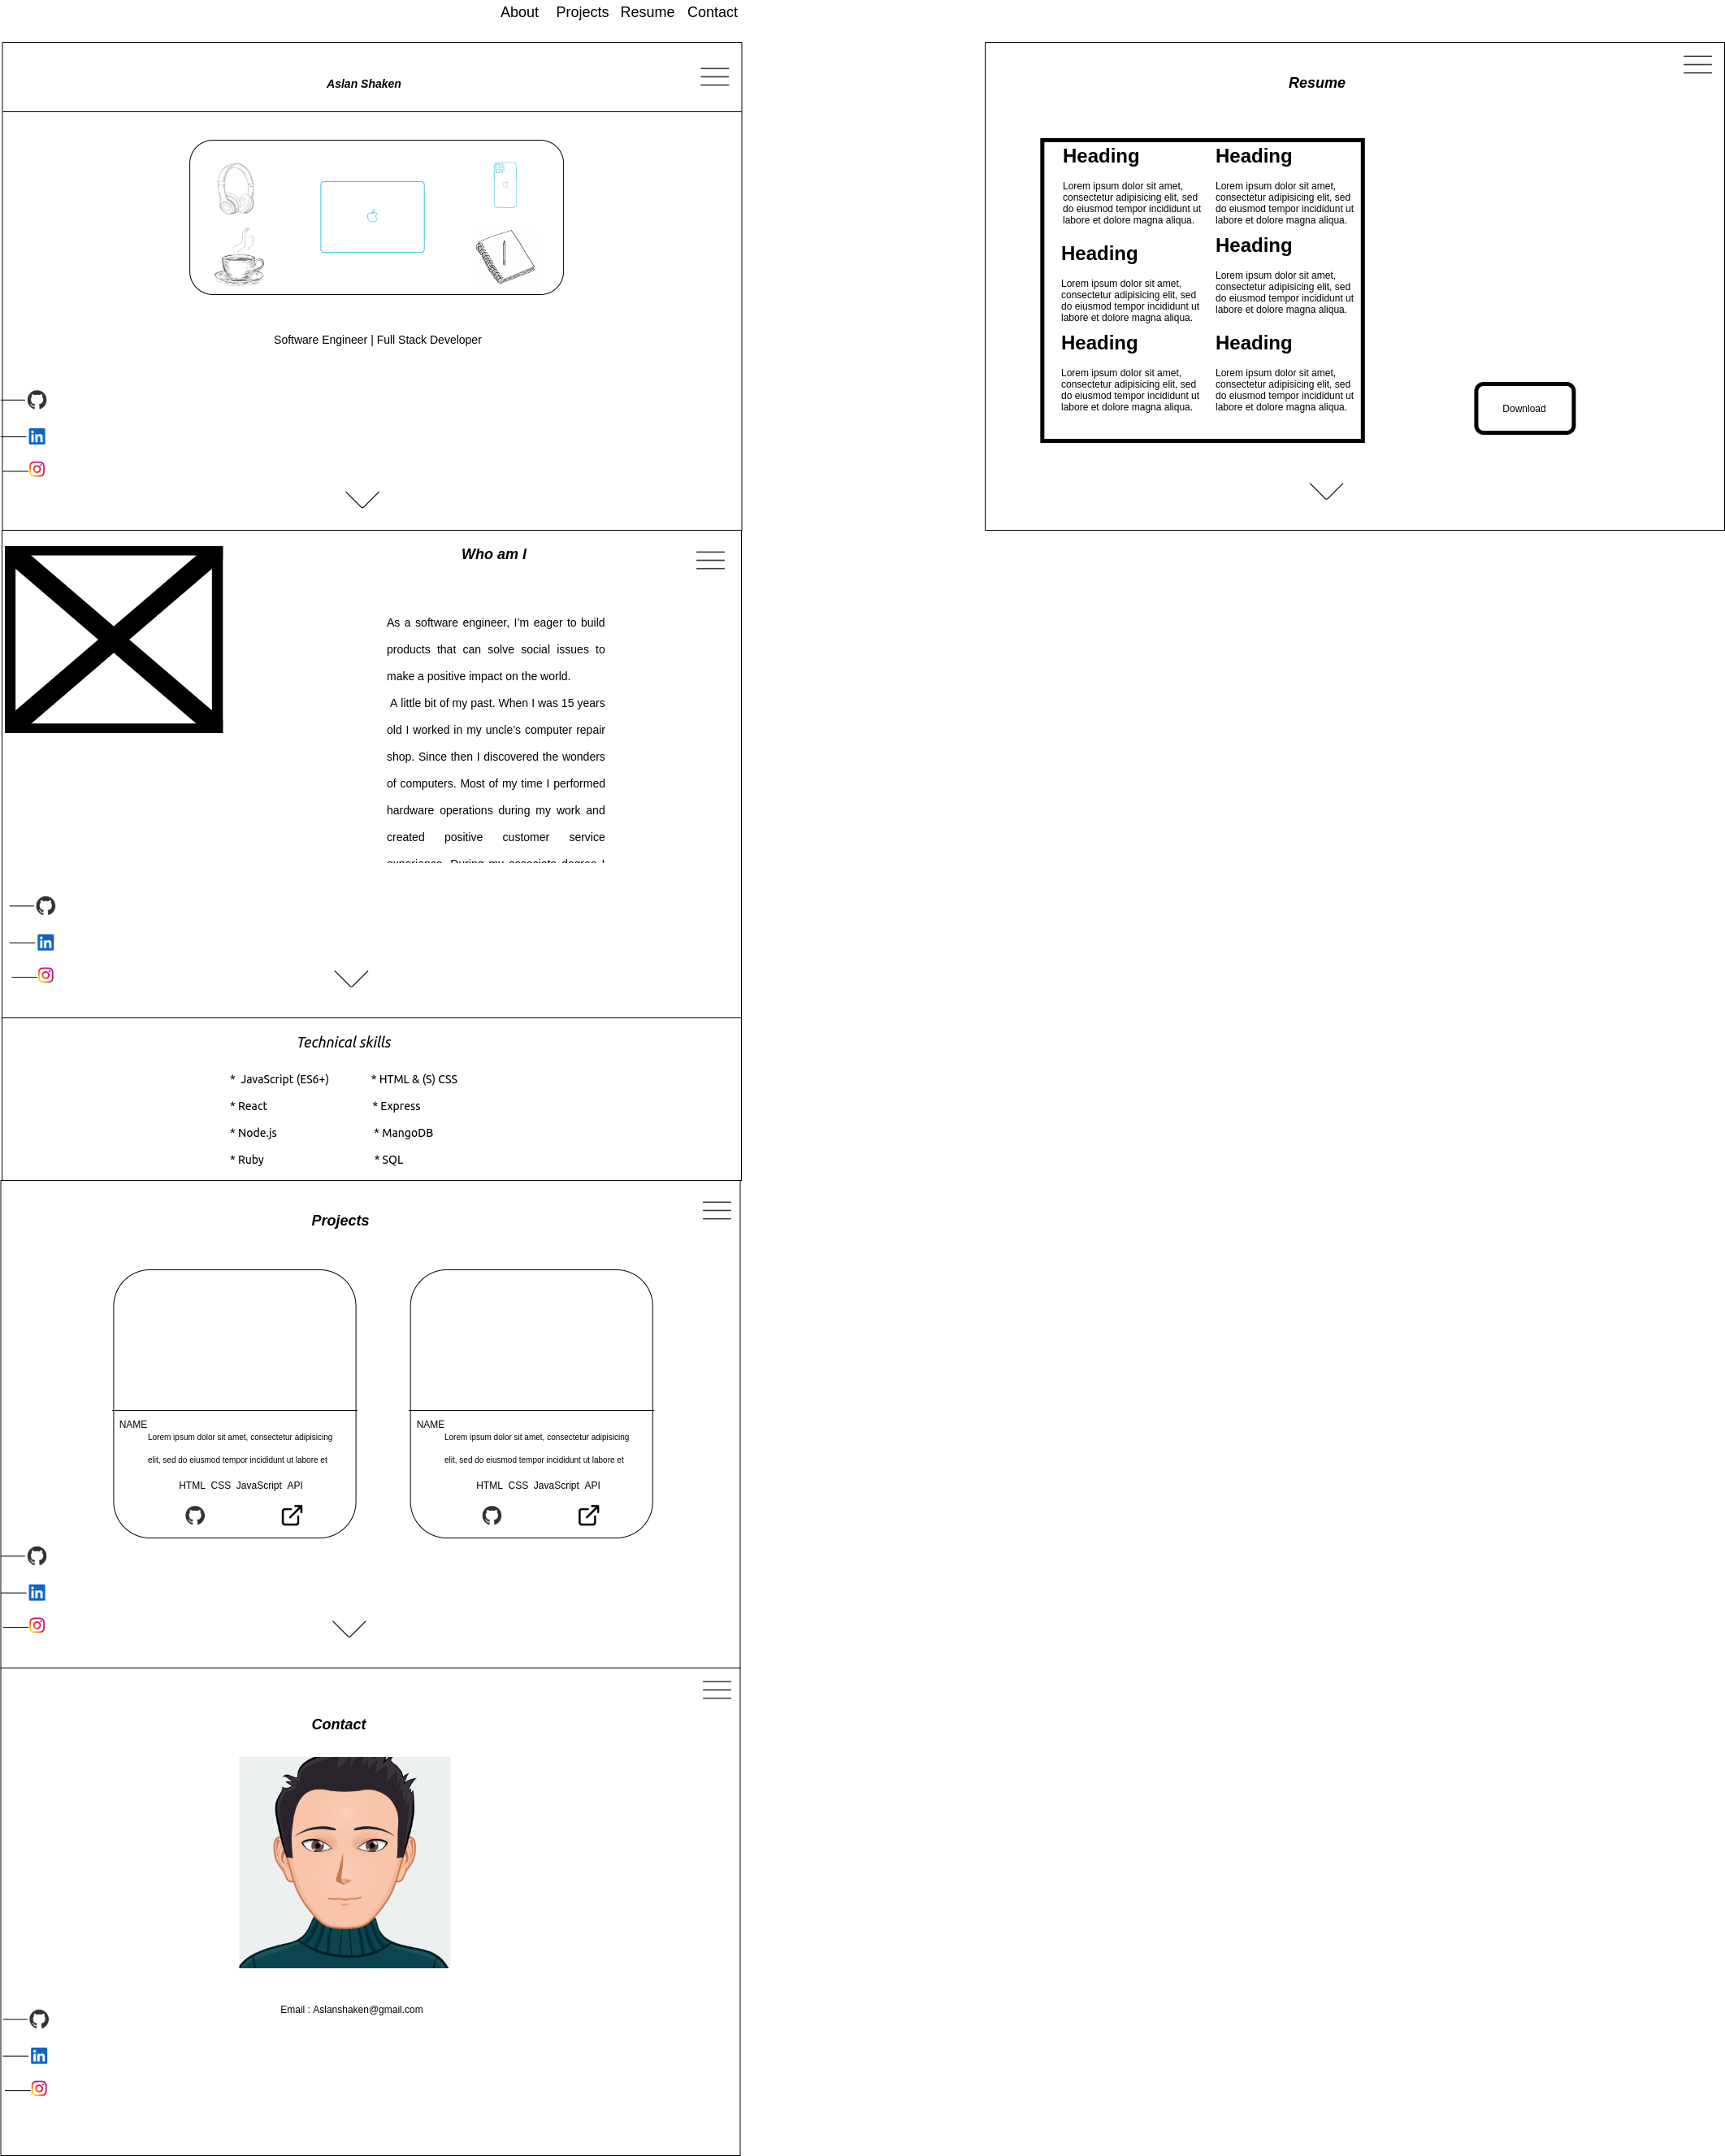 About Projects Resume Contact
Aslan Shaken
Software Engineer | Full Stack Developer
Who am I
As a software engineer, I’m eager to build
products that can solve social issues to
make a positive impact on the world.
A little bit of my past. When I was 15 years
old I worked in my uncle’s computer repair
shop. Since then I discovered the wonders
of computers. Most of my time I performed
hardware operations during my work and
created positive customer service
experience. During my associate degree I
Technical skills
* JavaScript (ES6+) * HTML & (S) CSS
* React * Express
* Node.js * MangoDB
* Ruby * SQL
Projects
NAME
Lorem ipsum dolor sit amet, consectetur adipisicing
elit, sed do eiusmod tempor incididunt ut labore et
HTML CSS JavaScript API
NAME
Lorem ipsum dolor sit amet, consectetur adipisicing
elit, sed do eiusmod tempor incididunt ut labore et
HTML CSS JavaScript API
Contact
Email : Aslanshaken@gmail.com
Resume
Heading
Lorem ipsum dolor sit amet,
consectetur adipisicing elit, sed
do eiusmod tempor incididunt ut
labore et dolore magna aliqua.
Heading
Lorem ipsum dolor sit amet,
consectetur adipisicing elit, sed
do eiusmod tempor incididunt ut
labore et dolore magna aliqua.
Heading
Lorem ipsum dolor sit amet,
consectetur adipisicing elit, sed
do eiusmod tempor incididunt ut
labore et dolore magna aliqua.
Heading
Lorem ipsum dolor sit amet,
consectetur adipisicing elit, sed
do eiusmod tempor incididunt ut
labore et dolore magna aliqua.
Heading
Lorem ipsum dolor sit amet,
consectetur adipisicing elit, sed
do eiusmod tempor incididunt ut
labore et dolore magna aliqua.
Heading
Lorem ipsum dolor sit amet,
consectetur adipisicing elit, sed
do eiusmod tempor incididunt ut
labore et dolore magna aliqua.
Download